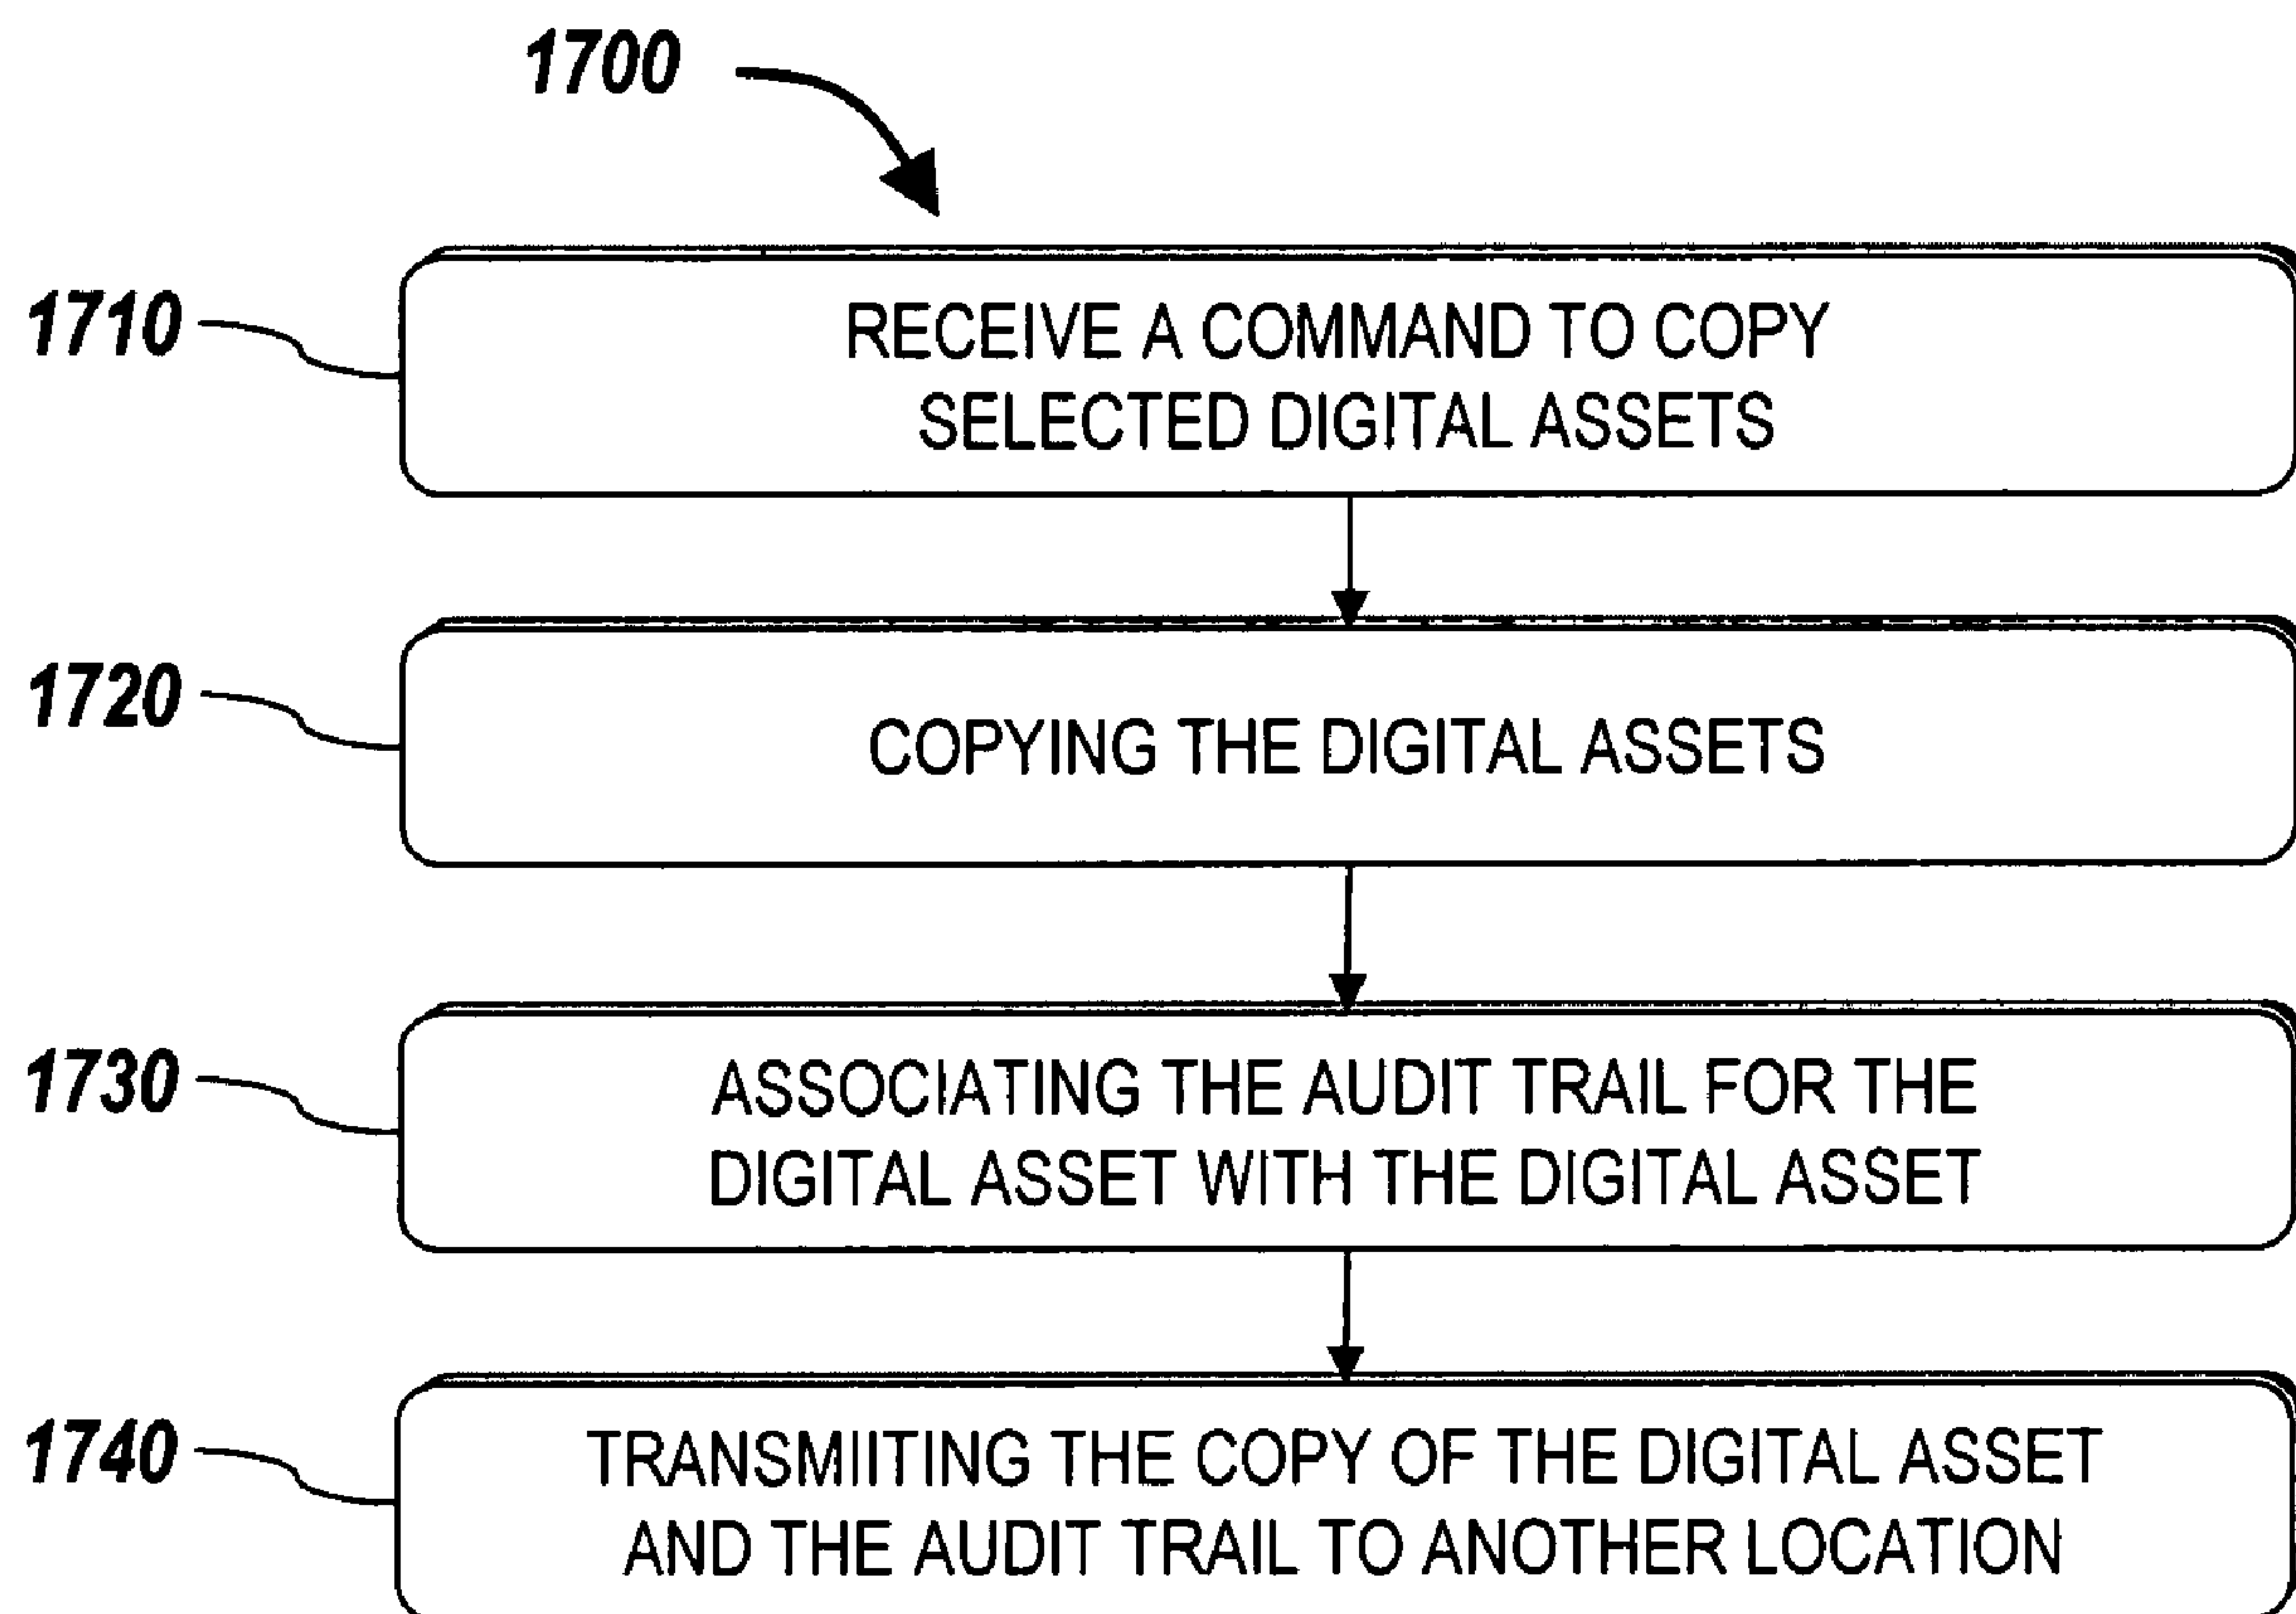 1700
1710
RECEIVE A COMMAND TO COPY
SELECTED DIGITAL ASSETS
1720
COPYING THE DIGITAL ASSETS
1730
ASSOCIATING THE AUDIT TRAIL FOR THE
DIGITAL ASSET WITH THE DIGITAL ASSET
1740
TRANSMIITING THE COPY OF THE DIGITAL ASSET
AND THE AUDIT TRAIL TO ANOTHER LOCATION